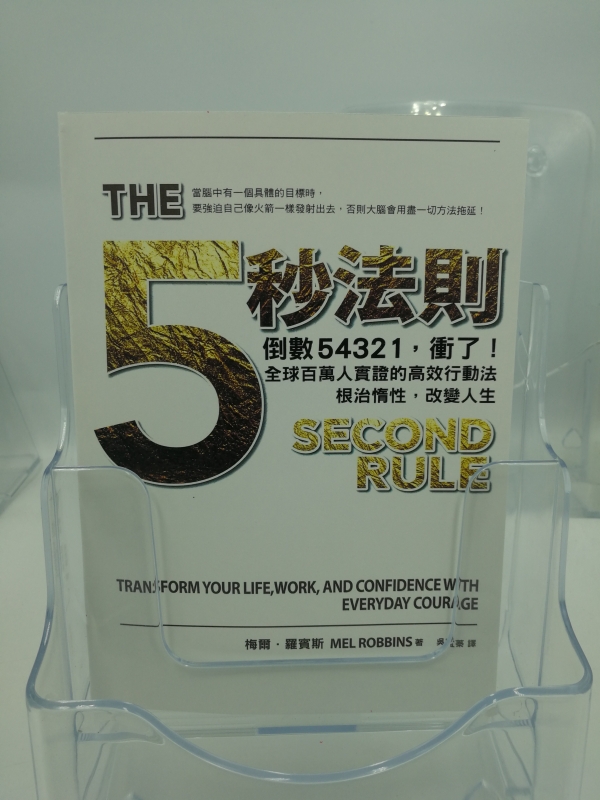 THE
當腦中有一個具體的目標時，
要強迫自己像火箭一樣發射出去，否則大腦會用盡一切方法拖延！
5秒法則
倒數54321，衝了！
全球百萬人實證的高效行動法
根治惰性，改變人生
SECOND
RULE
TRANSFORM YOUR LIFE,WORK, AND CONFIDENCE WITH
EVERYDAY COURAGE
梅爾·羅賓斯 MEL ROBBINS 著 譯